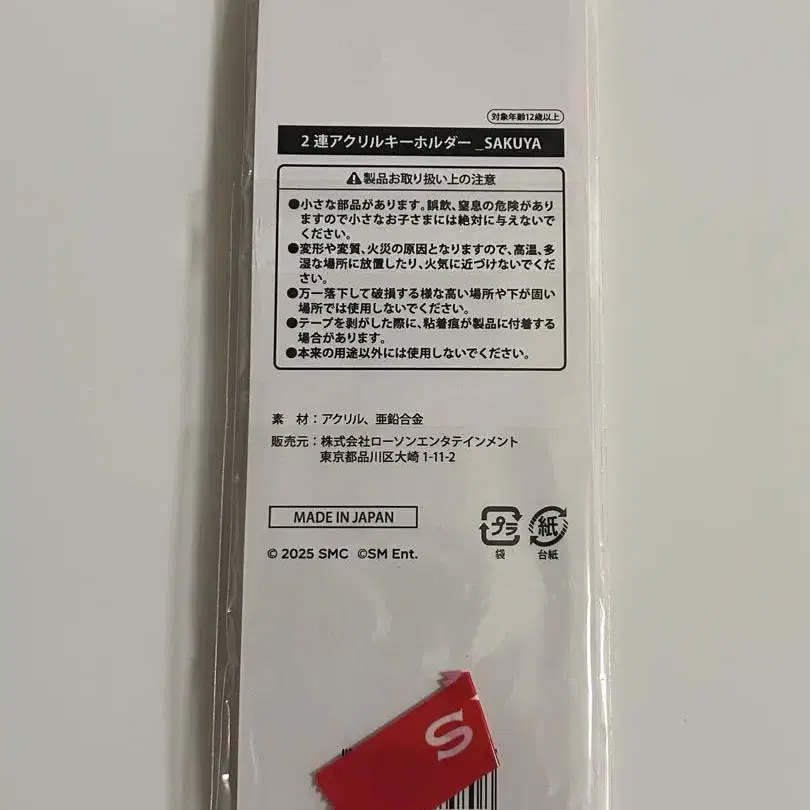 対象年齢12歳以上
2連アクリルキーホルダー_SAKUYA
製品お取り扱い上の注意
●小さな部品があります。誤飲、窒息の危険があり
ますので小さなお子さまには絶対に与えないで
ください。
●変形や変質、火災の原因となりますので、高温、多
湿な場所に放置したり、火気に近づけないでくだ
さい。
●万一落下して破損する様な高い場所や下が固い
場所では使用しないでください。
●テープを剥がした際に、粘着痕が製品に付着する
場合があります。
●本来の用途以外には使用しないでください。
素 材：アクリル、亜鉛合金
販売元：株式会社ローソンエンタテインメント
東京都品川区大崎 1-11-2
MADE IN JAPAN
プラ
紙
袋
台紙
© 2025 SMC ©SM Ent.
S